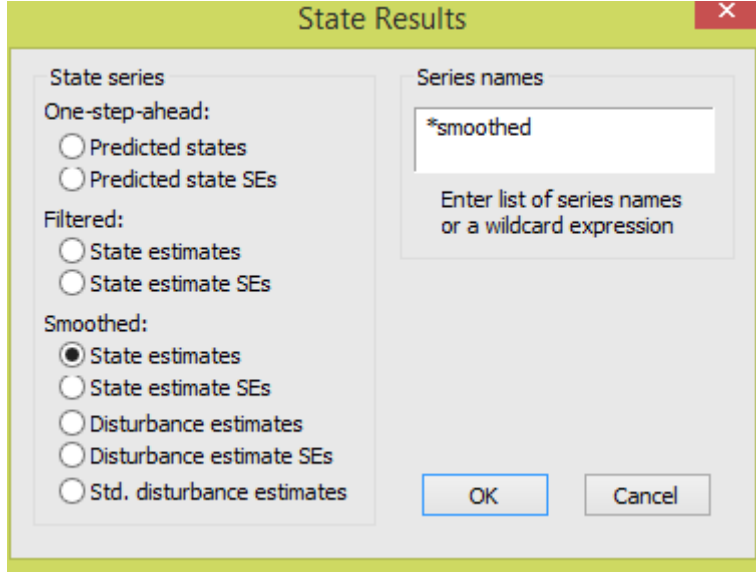 State Results
State series
One-step-ahead:
Predicted states
Predicted state SEs
Filtered:
State estimates
State estimate SEs
Smoothed:
State estimates
State estimate SEs
Disturbance estimates
Disturbance estimate SEs
Std. disturbance estimates
Series names
*smoothed
Enter list of series names
or a wildcard expression
OK
Cancel